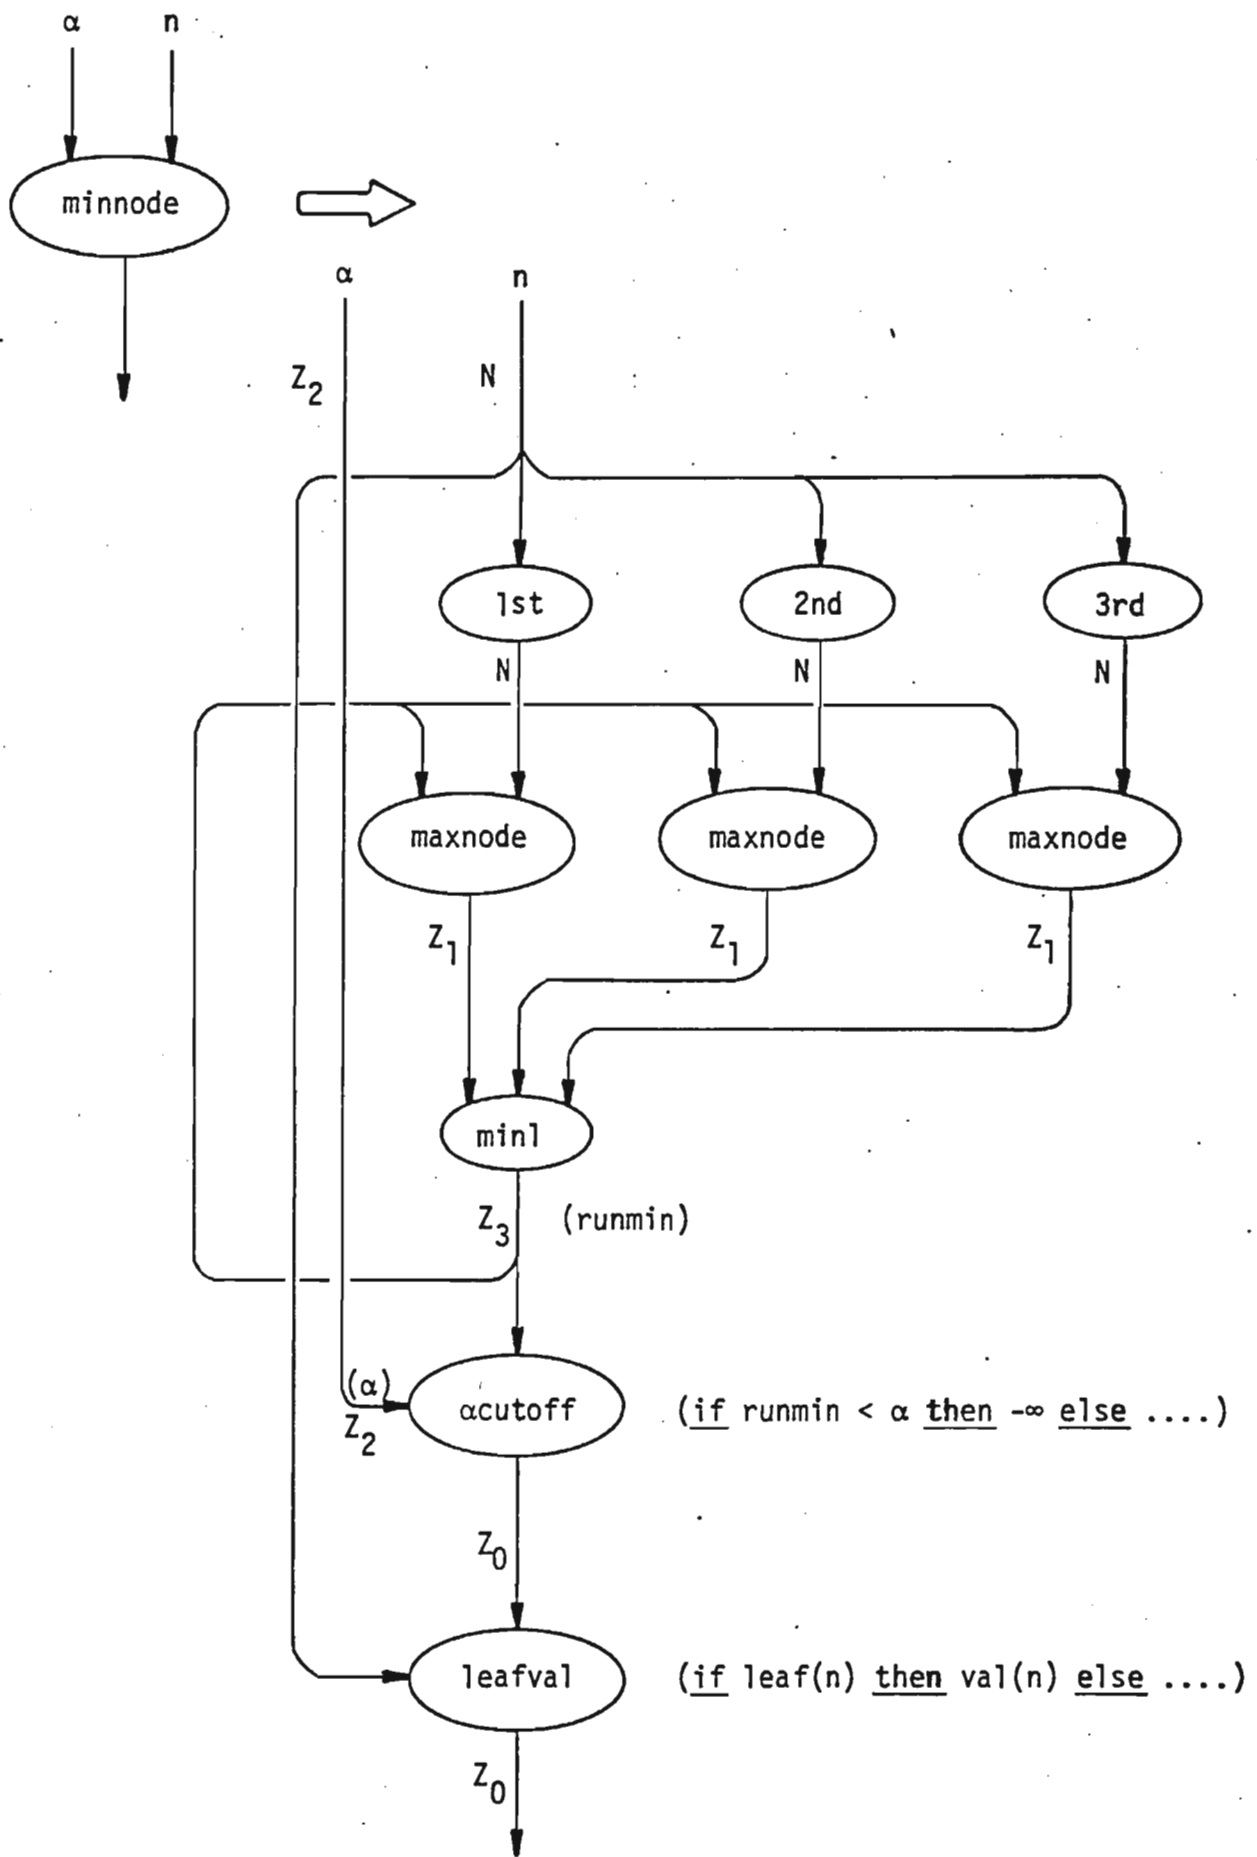 α n
minnode
α n
Z2 N
1st 2nd 3rd
N N N
maxnode maxnode maxnode
Z1 Z1 Z1
min1
Z3 (runmin)
(α)
αcutoff (if runmin < α then -∞ else ....)
Z2
Z0
leafval (if leaf(n) then val(n) else ....)
Z0